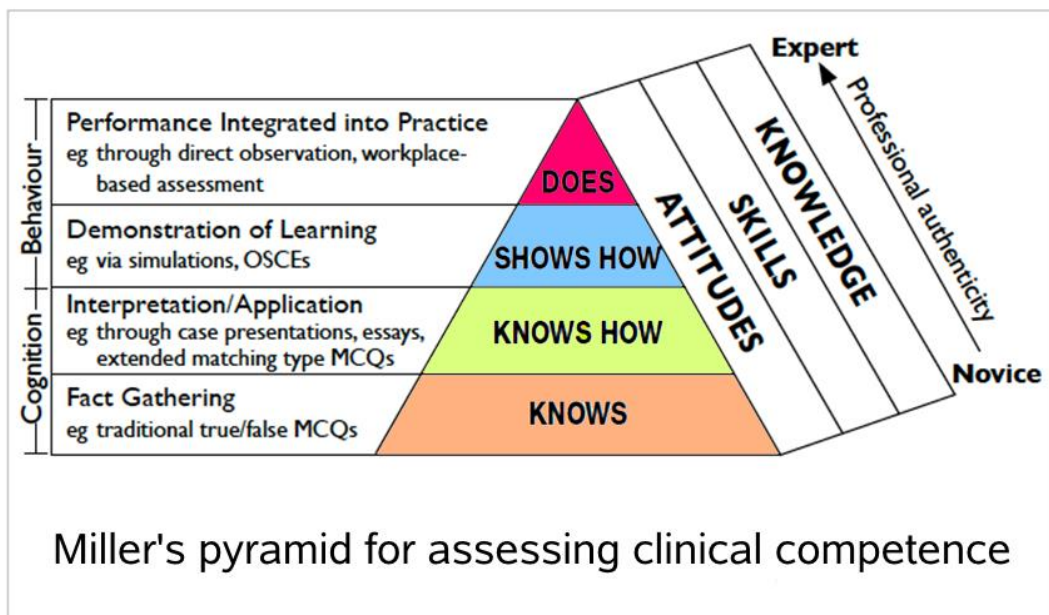 Behaviour
Cognition
Performance Integrated into Practice
eg through direct observation, workplace-
based assessment
Demonstration of Learning
eg via simulations, OSCEs
Interpretation/Application
eg through case presentations, essays,
extended matching type MCQs
Fact Gathering
eg traditional true/false MCQs
DOES
SHOWS HOW
KNOWS HOW
KNOWS
ATTITUDES
SKILLS
KNOWLEDGE
Expert
Professional authenticity
Novice
Miller's pyramid for assessing clinical competence